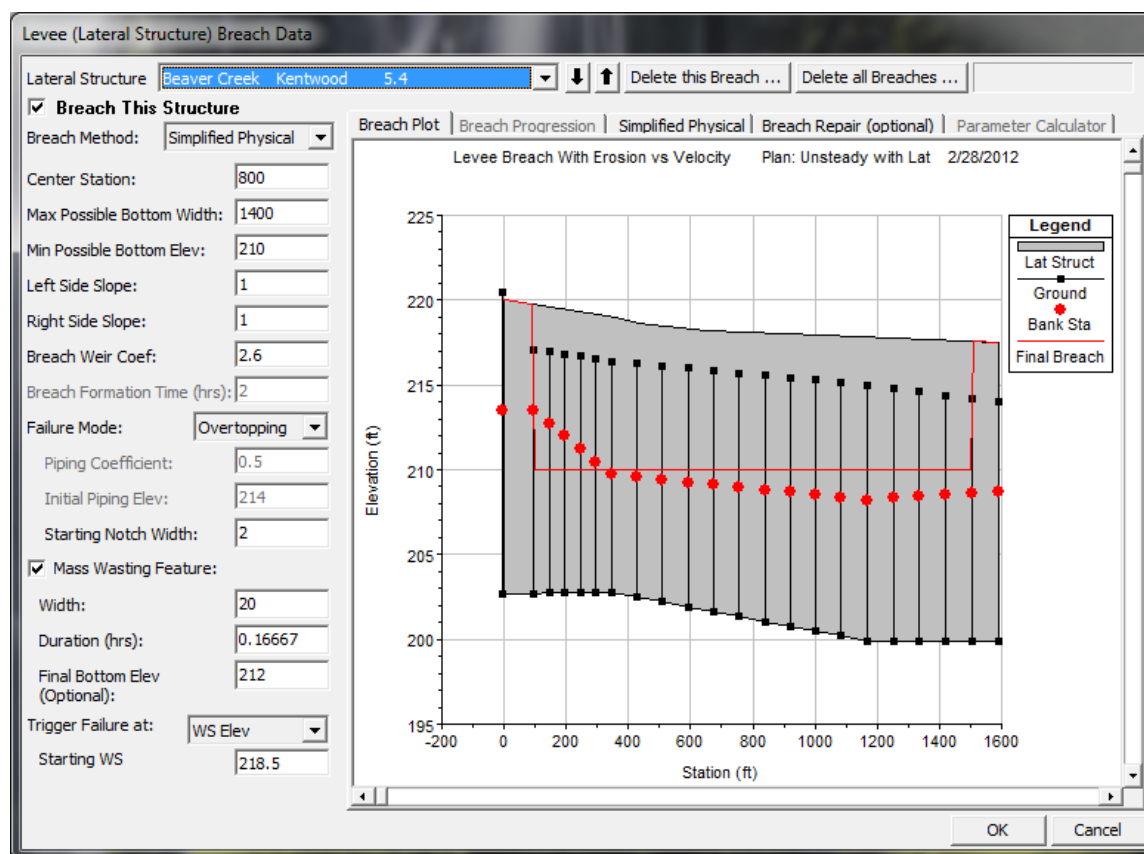 Levee (Lateral Structure) Breach Data
Lateral Structure Beaver Creek Kentwood 5.4 Delete this Breach ... Delete all Breaches ...
Breach This Structure
Breach Method: Simplified Physical
Center Station: 800
Max Possible Bottom Width: 1400
Min Possible Bottom Elev: 210
Left Side Slope: 1
Right Side Slope: 1
Breach Weir Coef: 2.6
Breach Formation Time (hrs): 2
Failure Mode: Overtopping
Piping Coefficient: 0.5
Initial Piping Elev: 214
Starting Notch Width: 2
Mass Wasting Feature:
Width: 20
Duration (hrs): 0.16667
Final Bottom Elev 212
(Optional):
Trigger Failure at: WS Elev
Starting WS 218.5
Breach Plot Breach Progression Simplified Physical Breach Repair (optional) Parameter Calculator
Levee Breach With Erosion vs Velocity Plan: Unsteady with Lat 2/28/2012
225
220
215
210
205
200
195
Elevation (ft)
-200 0 200 400 600 800 1000 1200 1400 1600
Station (ft)
Legend
Lat Struct
Ground
Bank Sta
Final Breach
OK Cancel